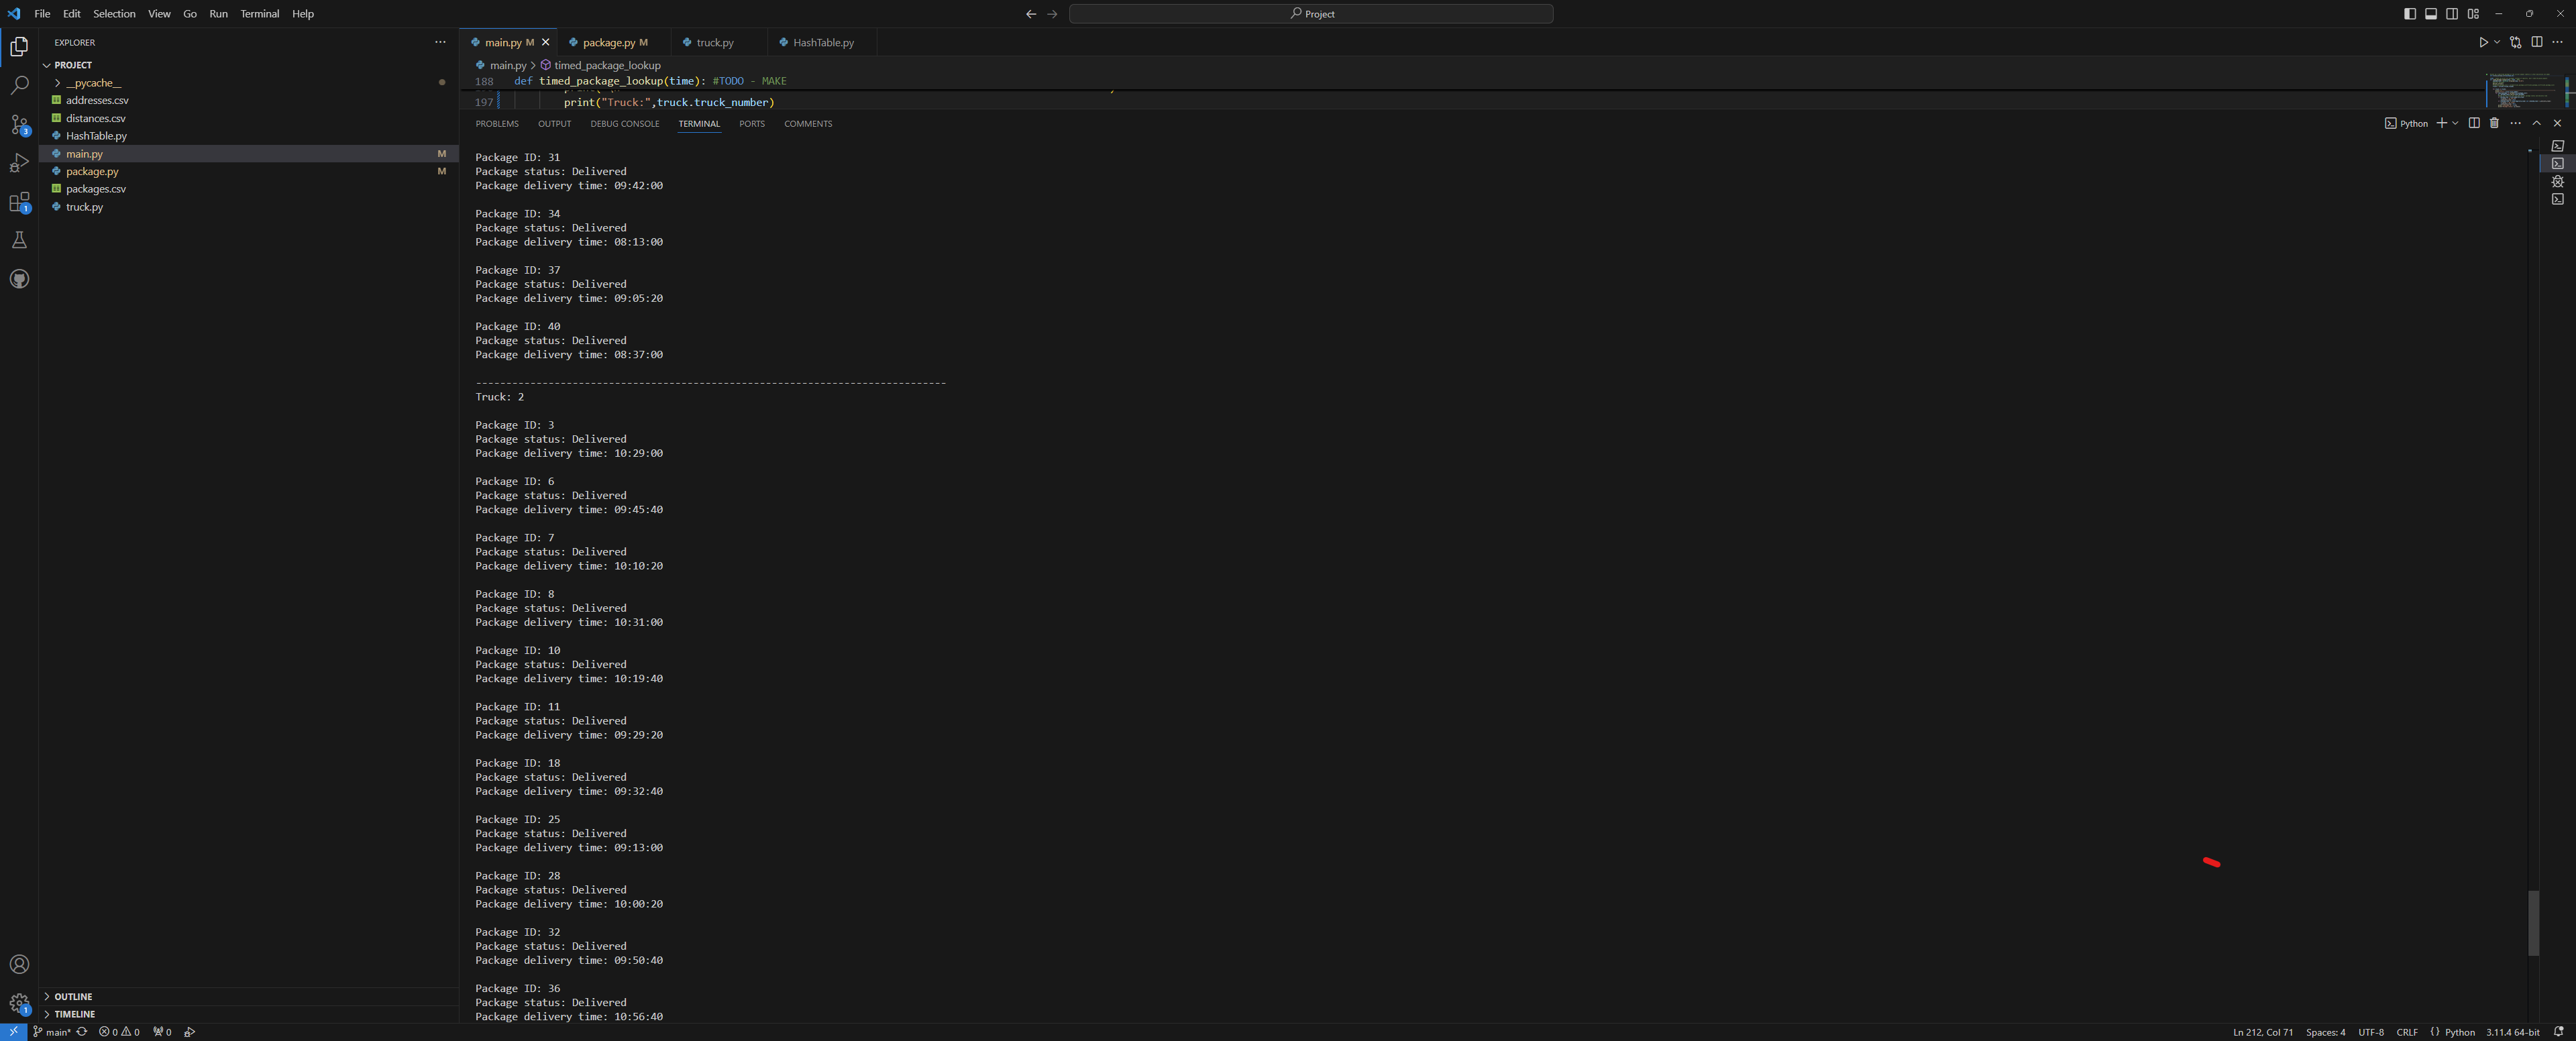 File Edit Selection View Go Run Terminal Help
Project
EXPLORER
PROJECT
__pycache__
addresses.csv
distances.csv
HashTable.py
main.py M
package.py M
packages.csv
truck.py
OUTLINE
TIMELINE
main.py M package.py M truck.py HashTable.py
main.py > timed_package_lookup
188 def timed_package_lookup(time): #TODO - MAKE
197 print("Truck:",truck.truck_number)
PROBLEMS OUTPUT DEBUG CONSOLE TERMINAL PORTS COMMENTS
Python
Package ID: 31
Package status: Delivered
Package delivery time: 09:42:00
Package ID: 34
Package status: Delivered
Package delivery time: 08:13:00
Package ID: 37
Package status: Delivered
Package delivery time: 09:05:20
Package ID: 40
Package status: Delivered
Package delivery time: 08:37:00
------------------------------------------------------------------------------
Truck: 2
Package ID: 3
Package status: Delivered
Package delivery time: 10:29:00
Package ID: 6
Package status: Delivered
Package delivery time: 09:45:40
Package ID: 7
Package status: Delivered
Package delivery time: 10:10:20
Package ID: 8
Package status: Delivered
Package delivery time: 10:31:00
Package ID: 10
Package status: Delivered
Package delivery time: 10:19:40
Package ID: 11
Package status: Delivered
Package delivery time: 09:29:20
Package ID: 18
Package status: Delivered
Package delivery time: 09:32:40
Package ID: 25
Package status: Delivered
Package delivery time: 09:13:00
Package ID: 28
Package status: Delivered
Package delivery time: 10:00:20
Package ID: 32
Package status: Delivered
Package delivery time: 09:50:40
Package ID: 36
Package status: Delivered
Package delivery time: 10:56:40
3
1
1
main* 0 0 0 Ln 212, Col 71 Spaces: 4 UTF-8 CRLF {} Python 3.11.4 64-bit